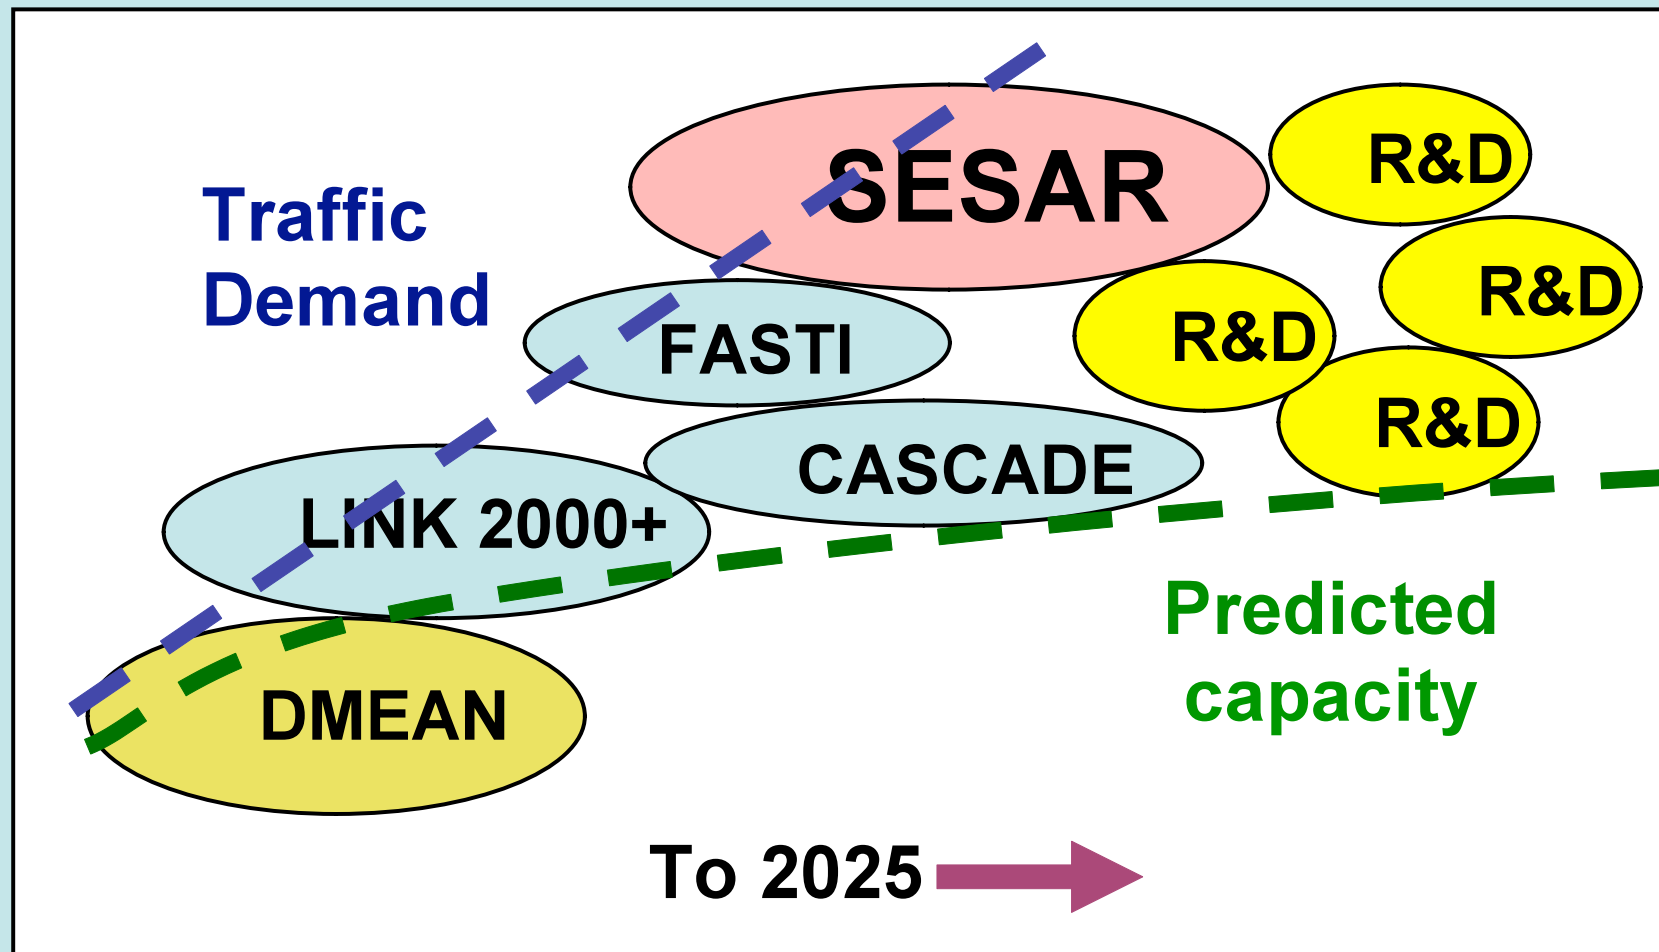 SESAR
R&D
Traffic
Demand
R&D
R&D
FASTI
R&D
CASCADE
LINK 2000+
Predicted
capacity
DMEAN
To 2025